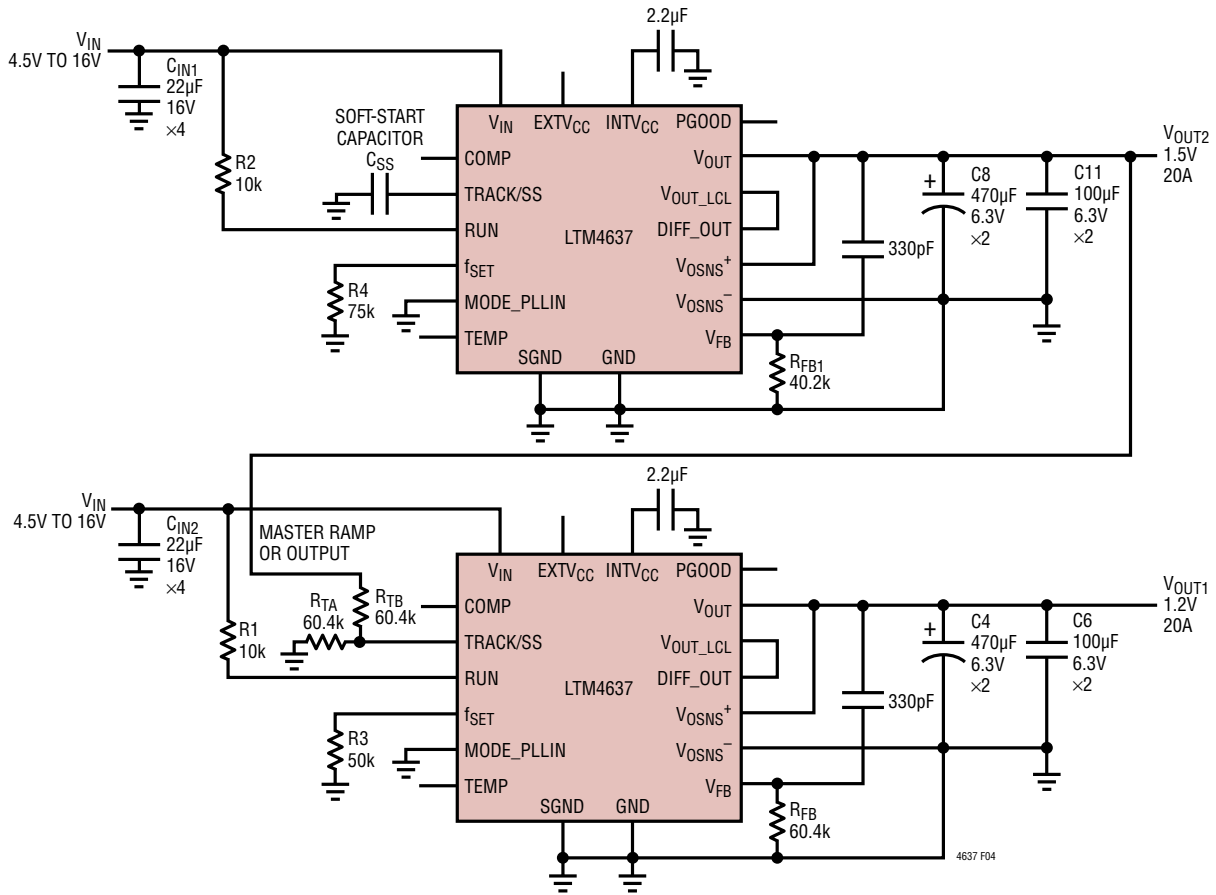 2.2µF
VIN
4.5V TO 16V
CIN1
22µF
16V
×4
R2
10k
SOFT-START
CAPACITOR
CSS
VIN
EXTVCC
INTVCC
PGOOD
COMP
TRACK/SS
RUN
fSET
MODE_PLLIN
TEMP
SGND
GND
LTM4637
VOUT
VOUT_LCL
DIFF_OUT
VOSNS+
VOSNS–
VFB
R4
75k
330pF
RFB1
40.2k
+
C8
470µF
6.3V
×2
C11
100µF
6.3V
×2
VOUT2
1.5V
20A
2.2µF
VIN
4.5V TO 16V
CIN2
22µF
16V
×4
MASTER RAMP
OR OUTPUT
R1
10k
RTA
60.4k
RTB
60.4k
VIN
EXTVCC
INTVCC
PGOOD
COMP
TRACK/SS
RUN
fSET
MODE_PLLIN
TEMP
SGND
GND
LTM4637
VOUT
VOUT_LCL
DIFF_OUT
VOSNS+
VOSNS–
VFB
R3
50k
330pF
RFB
60.4k
+
C4
470µF
6.3V
×2
C6
100µF
6.3V
×2
VOUT1
1.2V
20A
4637 F04